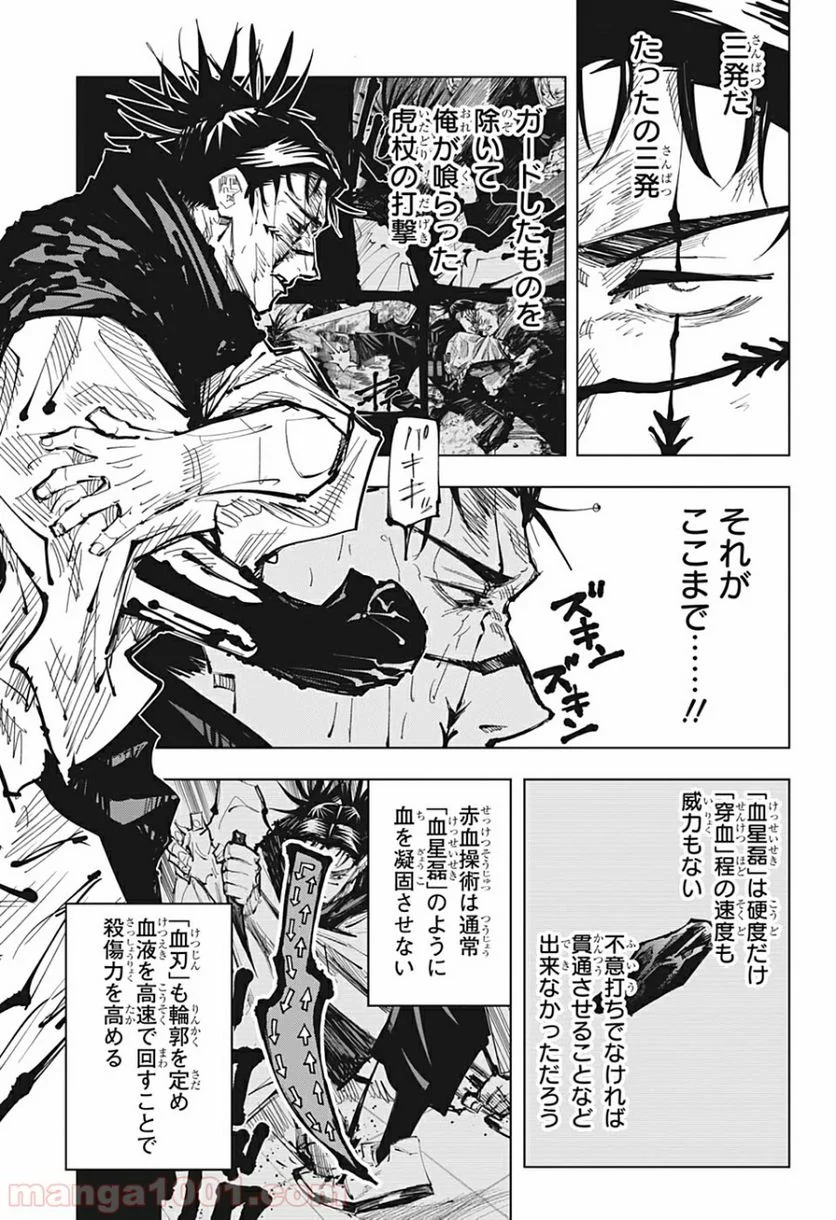 三発だ
たったの三発
ガードしたものを
除いて
俺が喰らった
虎杖の打撃
パキキ゛
それが
ここまで……!!
ズキン
ズキン
「血星磊」は硬度だけ
「穿血」程の速度も
威力もない
不意打ちでなければ
貫通させることなど
出来なかっただろう
赤血操術は通常
「血星磊」のように
血を凝固させない
「血刃」も輪郭を定め
血液を高速で回すことで
殺傷力を高める
manga1001.com